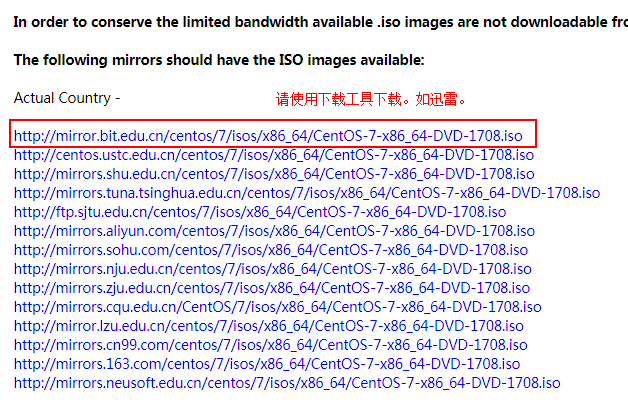 In order to conserve the limited bandwidth available .iso images are not downloadable fro
The following mirrors should have the ISO images available:
Actual Country -
请使用下载工具下载。如迅雷。
http://mirror.bit.edu.cn/centos/7/isos/x86_64/CentOS-7-x86_64-DVD-1708.iso
http://centos.ustc.edu.cn/centos/7/isos/x86_64/CentOS-7-x86_64-DVD-1708.iso
http://mirrors.shu.edu.cn/centos/7/isos/x86_64/CentOS-7-x86_64-DVD-1708.iso
http://mirrors.tuna.tsinghua.edu.cn/centos/7/isos/x86_64/CentOS-7-x86_64-DVD-1708.iso
http://ftp.sjtu.edu.cn/centos/7/isos/x86_64/CentOS-7-x86_64-DVD-1708.iso
http://mirrors.aliyun.com/centos/7/isos/x86_64/CentOS-7-x86_64-DVD-1708.iso
http://mirrors.sohu.com/centos/7/isos/x86_64/CentOS-7-x86_64-DVD-1708.iso
http://mirrors.nju.edu.cn/centos/7/isos/x86_64/CentOS-7-x86_64-DVD-1708.iso
http://mirrors.zju.edu.cn/centos/7/isos/x86_64/CentOS-7-x86_64-DVD-1708.iso
http://mirrors.cqu.edu.cn/CentOS/7/isos/x86_64/CentOS-7-x86_64-DVD-1708.iso
http://mirror.lzu.edu.cn/centos/7/isos/x86_64/CentOS-7-x86_64-DVD-1708.iso
http://mirrors.cn99.com/centos/7/isos/x86_64/CentOS-7-x86_64-DVD-1708.iso
http://mirrors.163.com/centos/7/isos/x86_64/CentOS-7-x86_64-DVD-1708.iso
http://mirrors.neusoft.edu.cn/centos/7/isos/x86_64/CentOS-7-x86_64-DVD-1708.iso